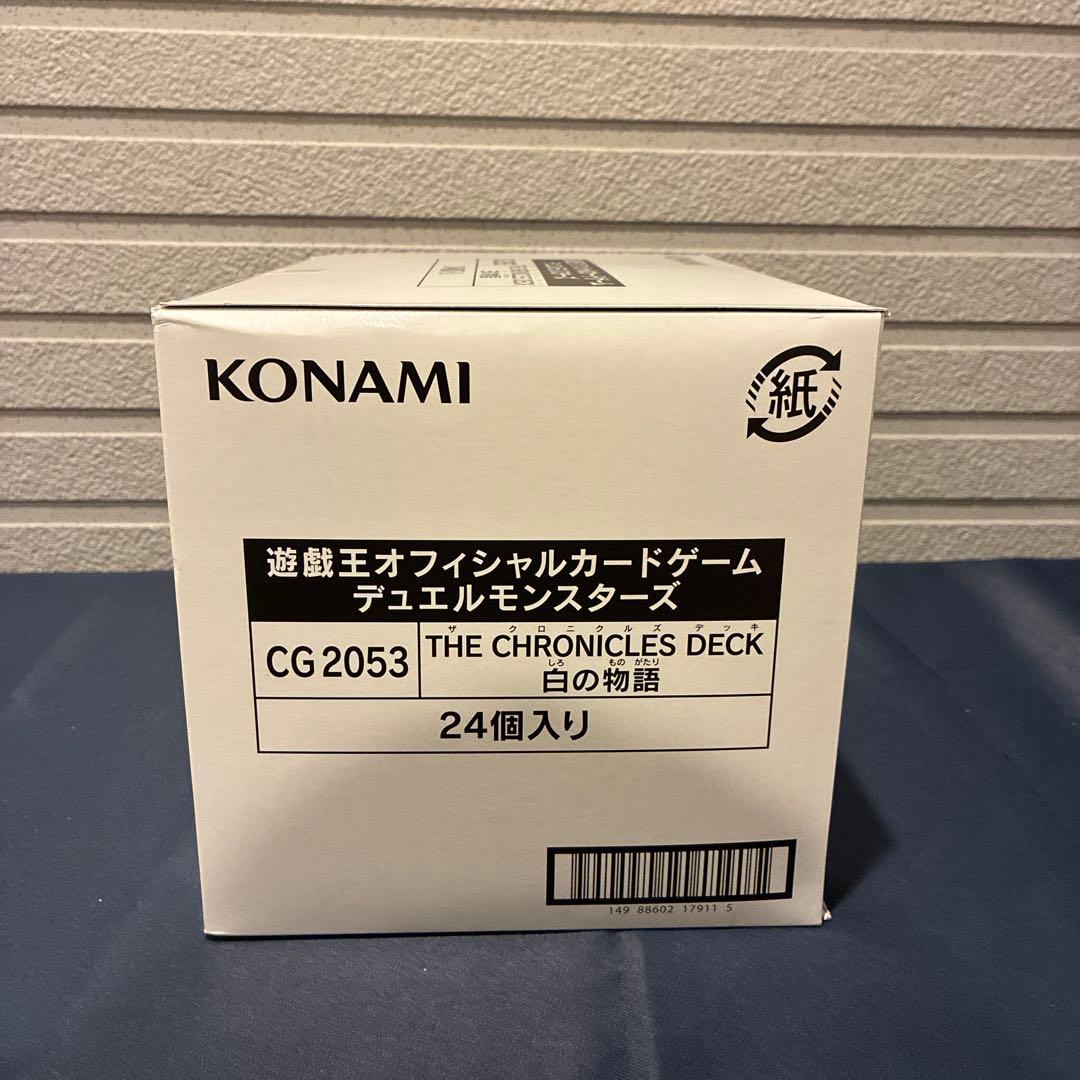 KONAMI
紙
遊戯王オフィシャルカードゲーム
デュエルモンスターズ
CG2053
ザ クロニクルズ デッキ
THE CHRONICLES DECK
しろ ものがたり
白の物語
24個入り
149 88602 17911 5